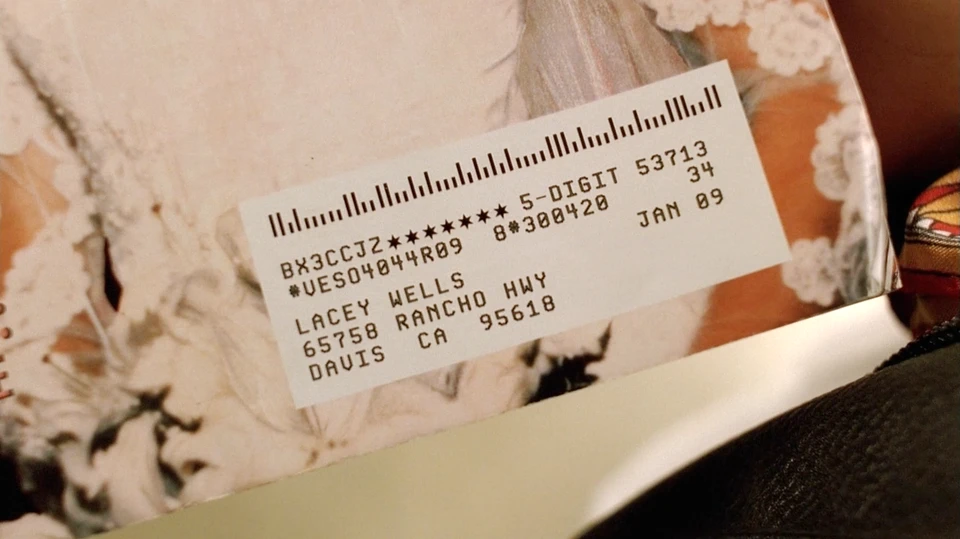 BX3CCJZ★★★★★★★ 5-DIGIT 53713
#VES04044R09 8#300420 34
JAN 09
LACEY WELLS
65758 RANCHO HWY
DAVIS CA 95618